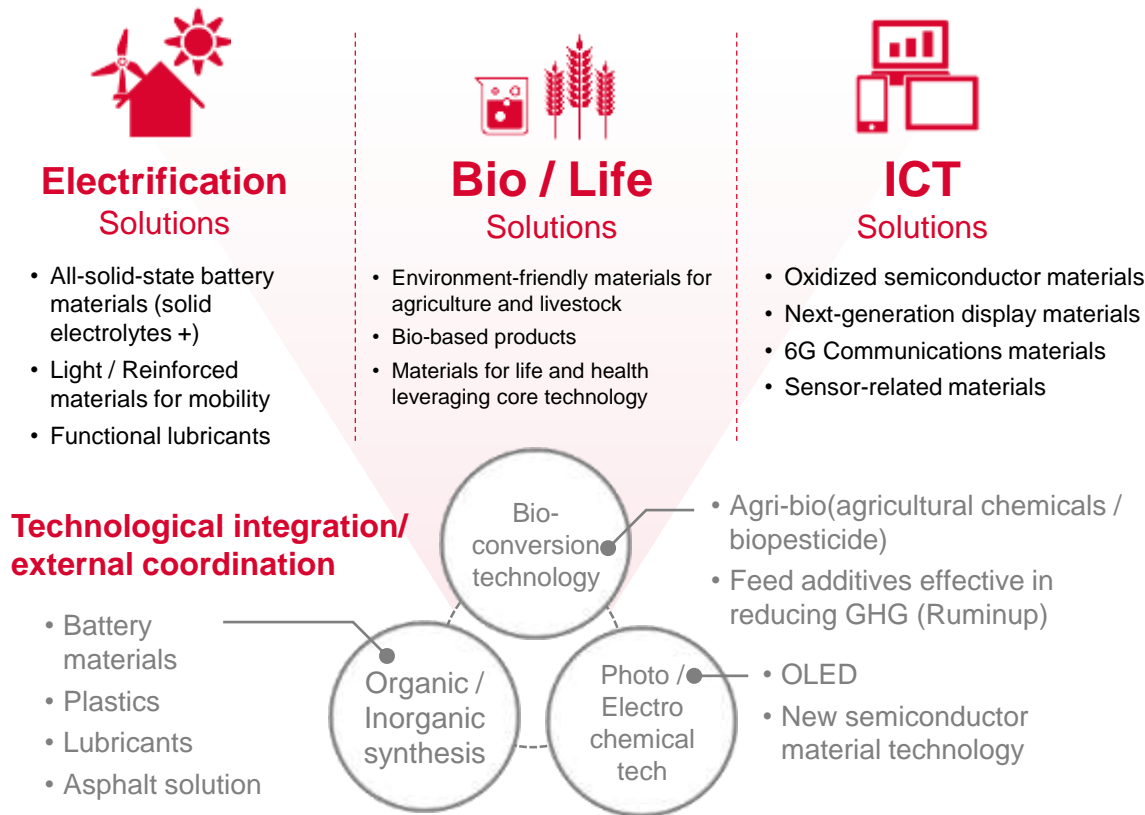 Electrification
Solutions
• All-solid-state battery
materials (solid
electrolytes +)
• Light / Reinforced
materials for mobility
• Functional lubricants
Bio / Life
Solutions
• Environment-friendly materials for
agriculture and livestock
• Bio-based products
• Materials for life and health
leveraging core technology
ICT
Solutions
• Oxidized semiconductor materials
• Next-generation display materials
• 6G Communications materials
• Sensor-related materials
Technological integration/
external coordination
• Battery
materials
• Plastics
• Lubricants
• Asphalt solution
Bio-
conversion
technology
Organic /
Inorganic
synthesis
Photo /
Electro
chemical
tech
• Agri-bio(agricultural chemicals /
biopesticide)
• Feed additives effective in
reducing GHG (Ruminup)
• OLED
• New semiconductor
material technology